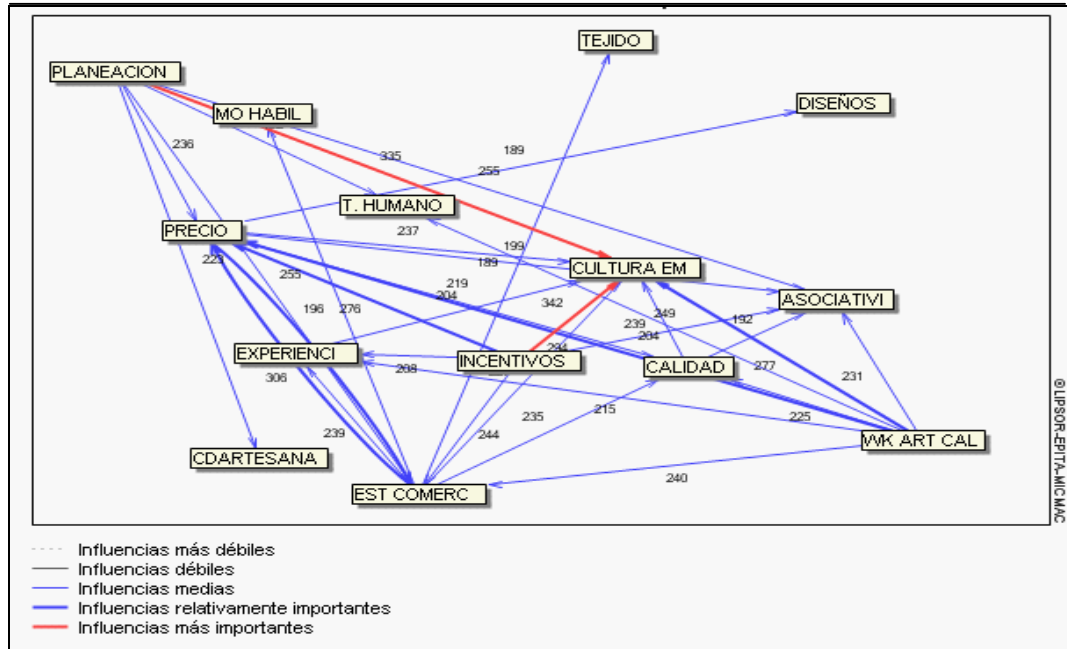 TEJIDO
PLANEACION
MO HABIL
DISEÑOS
236
189
335
255
T. HUMANO
PRECIO
237
199
223
255
189
CULTURA EM
219
204
ASOCIATIVI
196
276
342
249
239
192
204
EXPERIENCI
INCENTIVOS
CALIDAD
208
277
231
306
235
215
225
239
244
WK ART CAL
CDARTESANA
240
EST COMERC
© LIPSOR-EPITA-MICMAC
Influencias más débiles
Influencias débiles
Influencias medias
Influencias relativamente importantes
Influencias más importantes